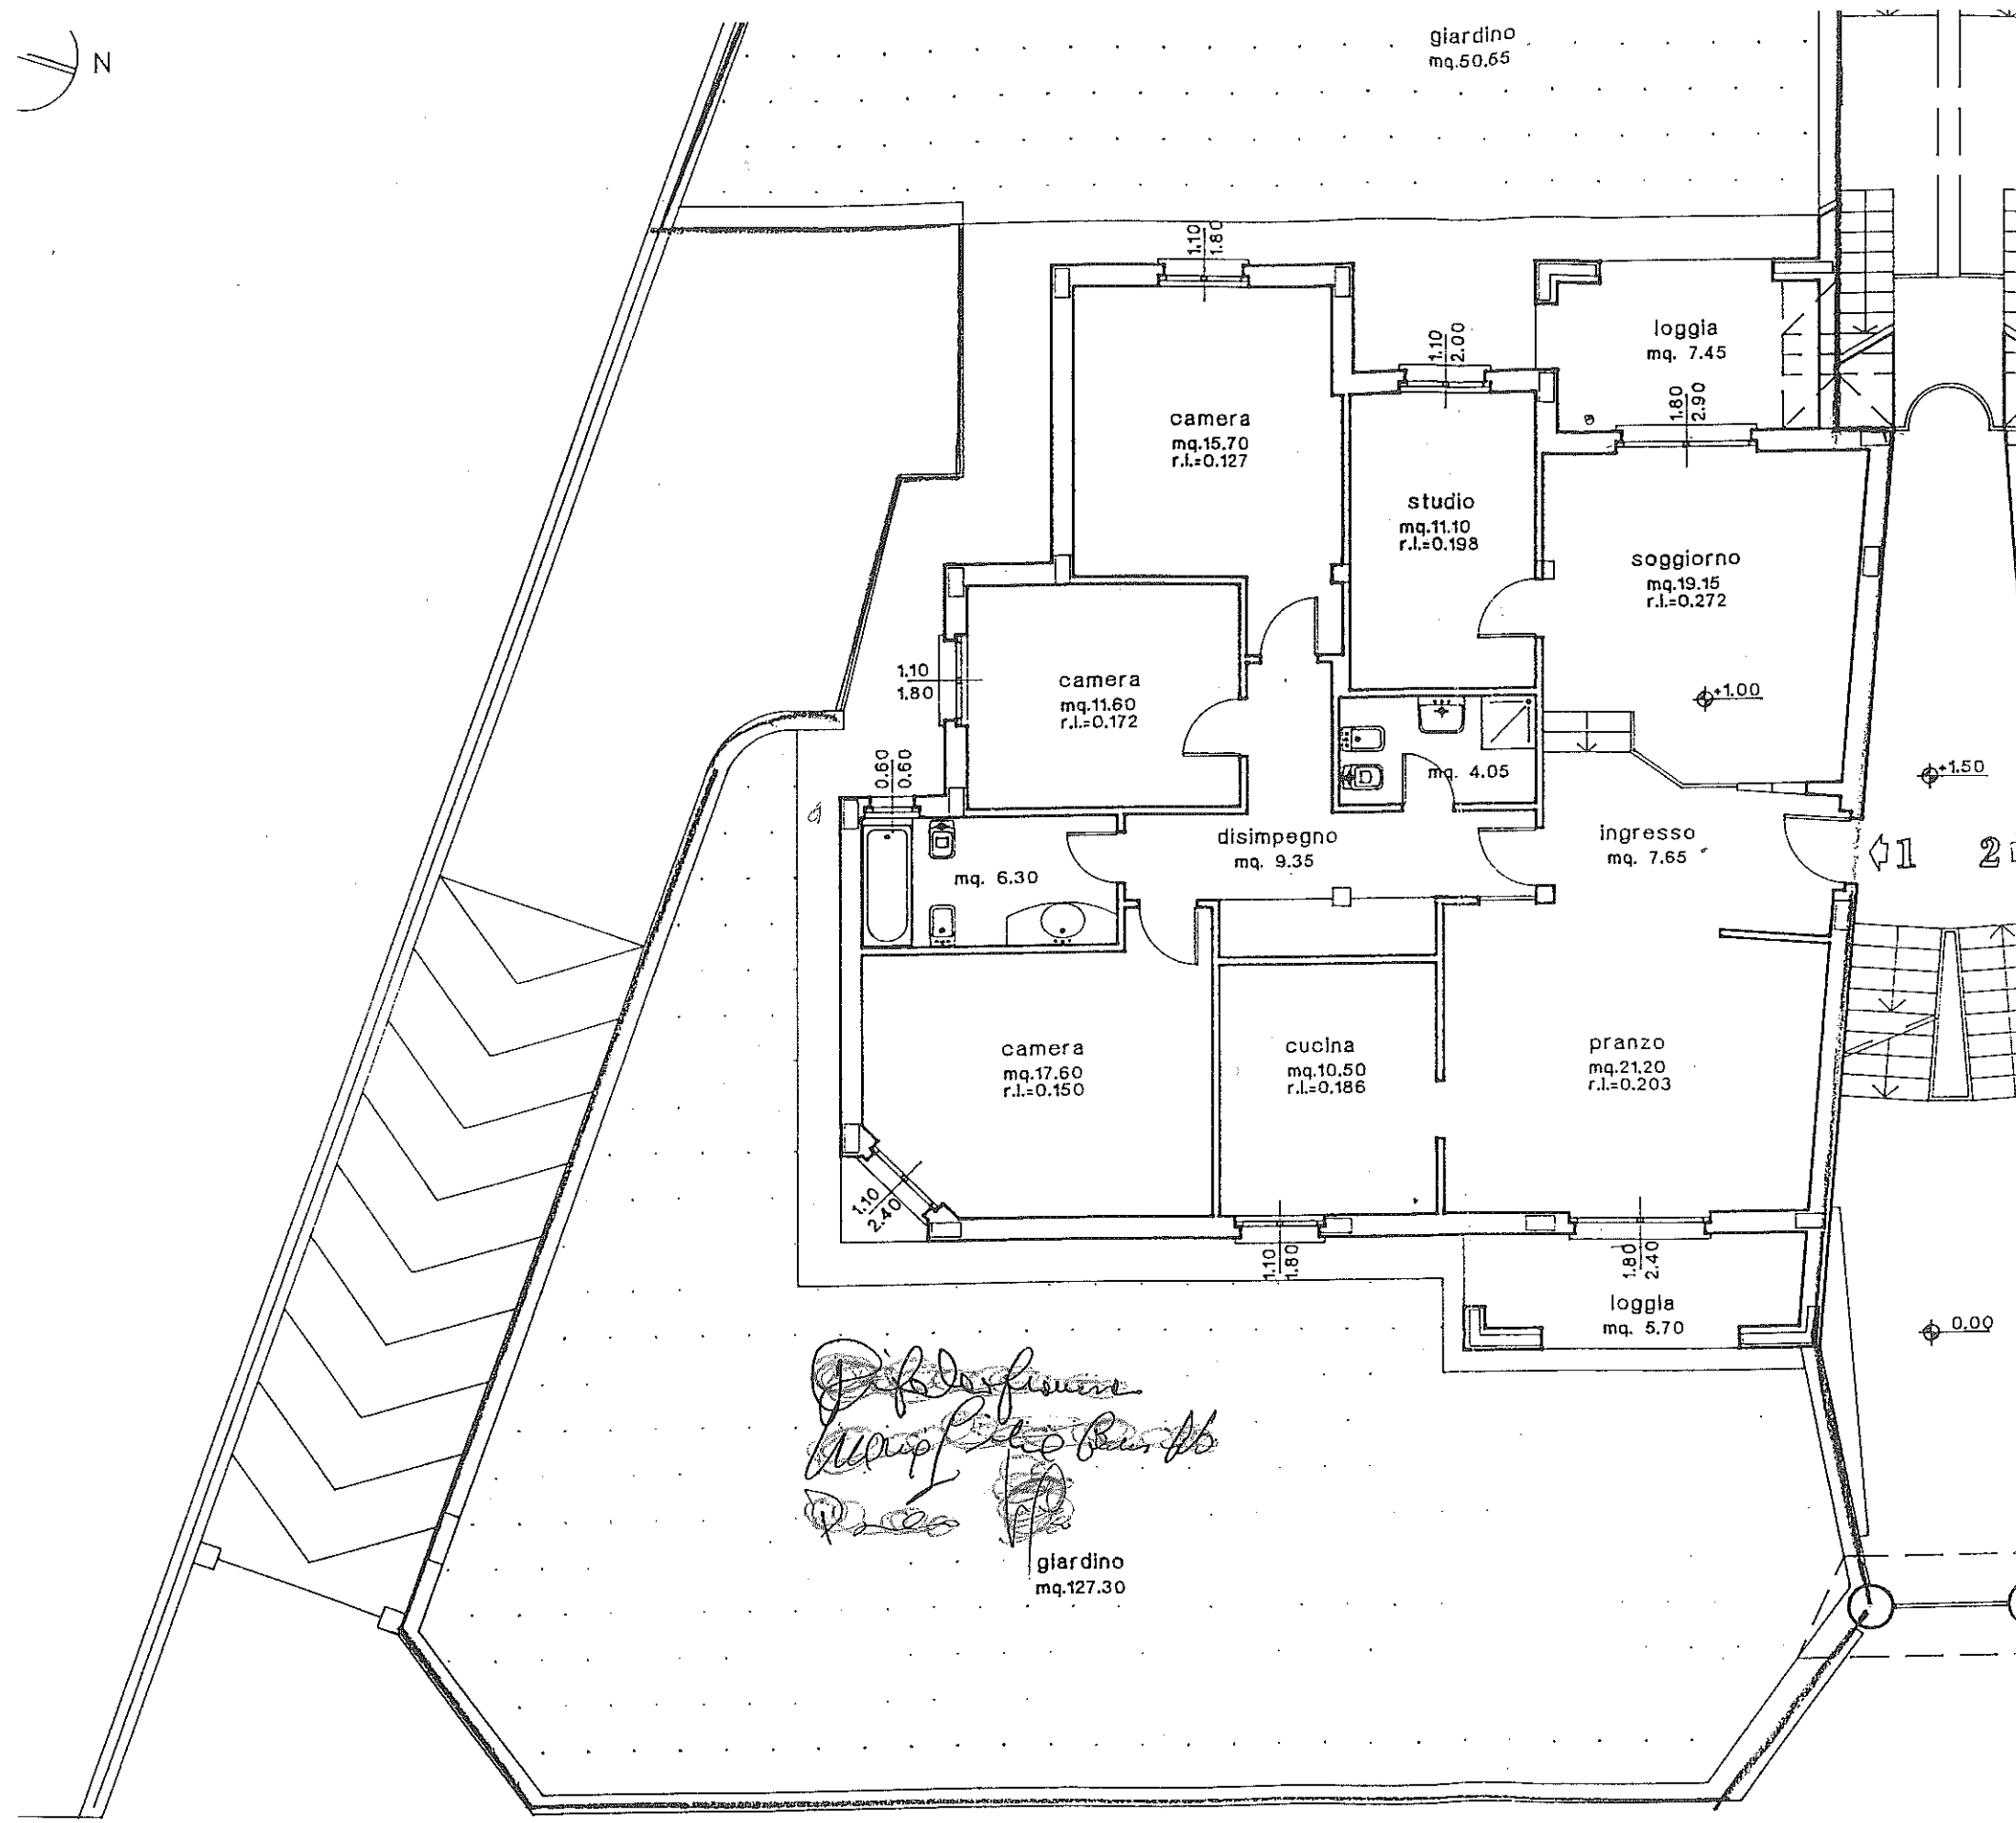 N
giardino
mq.50,65
1.10
1.80
loggia
mq. 7.45
1.10
2.00
1.80
2.90
camera
mq.15.70
r.l.=0.127
studio
mq.11.10
r.l.=0.198
soggiorno
mq.19.15
r.l.=0.272
camera
mq.11.60
r.l.=0.172
1.10
1.80
+1.00
0.60
0.60
mq. 4.05
+1.50
disimpegno
mq. 9.35
ingresso
mq. 7.65
1
2
mq. 6.30
camera
mq.17.60
r.l.=0.150
cucina
mq.10.50
r.l.=0.186
pranzo
mq.21.20
r.l.=0.203
1.10
2.40
1.10
1.80
1.80
2.40
loggia
mq. 5.70
0.00
giardino
mq.127.30